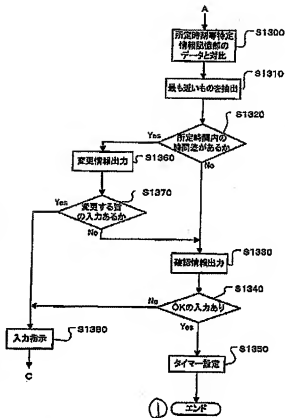 A
所定時刻等特定
情報記憶部の
データと対比
S1300
最も近いものを抽出
S1310
所定時間内の
時間差があるか
S1320
Yes
No
変更情報出力
S1360
変更する旨
の入力あるか
S1370
Yes
No
確認情報出力
S1330
OKの入力あり
S1340
No
Yes
入力指示
S1380
C
タイマー設定
S1350
① エンド